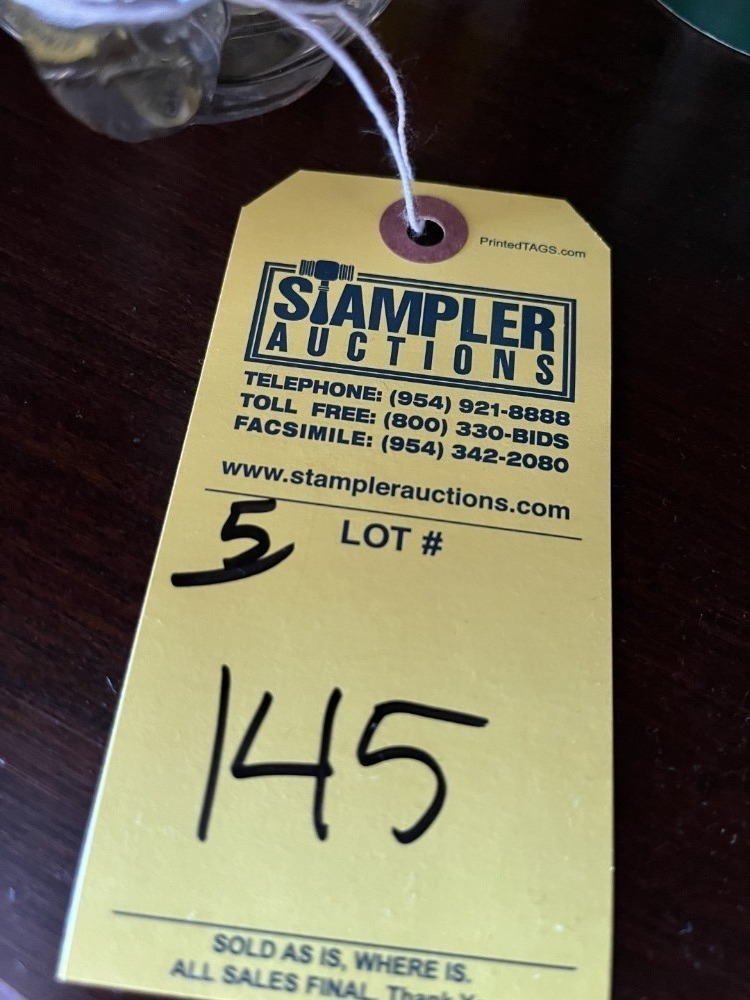 PrintedTAGS.com
STAMPLER
AUCTIONS
TELEPHONE: (954) 921-8888
TOLL FREE: (800) 330-BIDS
FACSIMILE: (954) 342-2080
www.stamplerauctions.com
5 LOT #
145
SOLD AS IS, WHERE IS.
ALL SALES FINAL. Thank